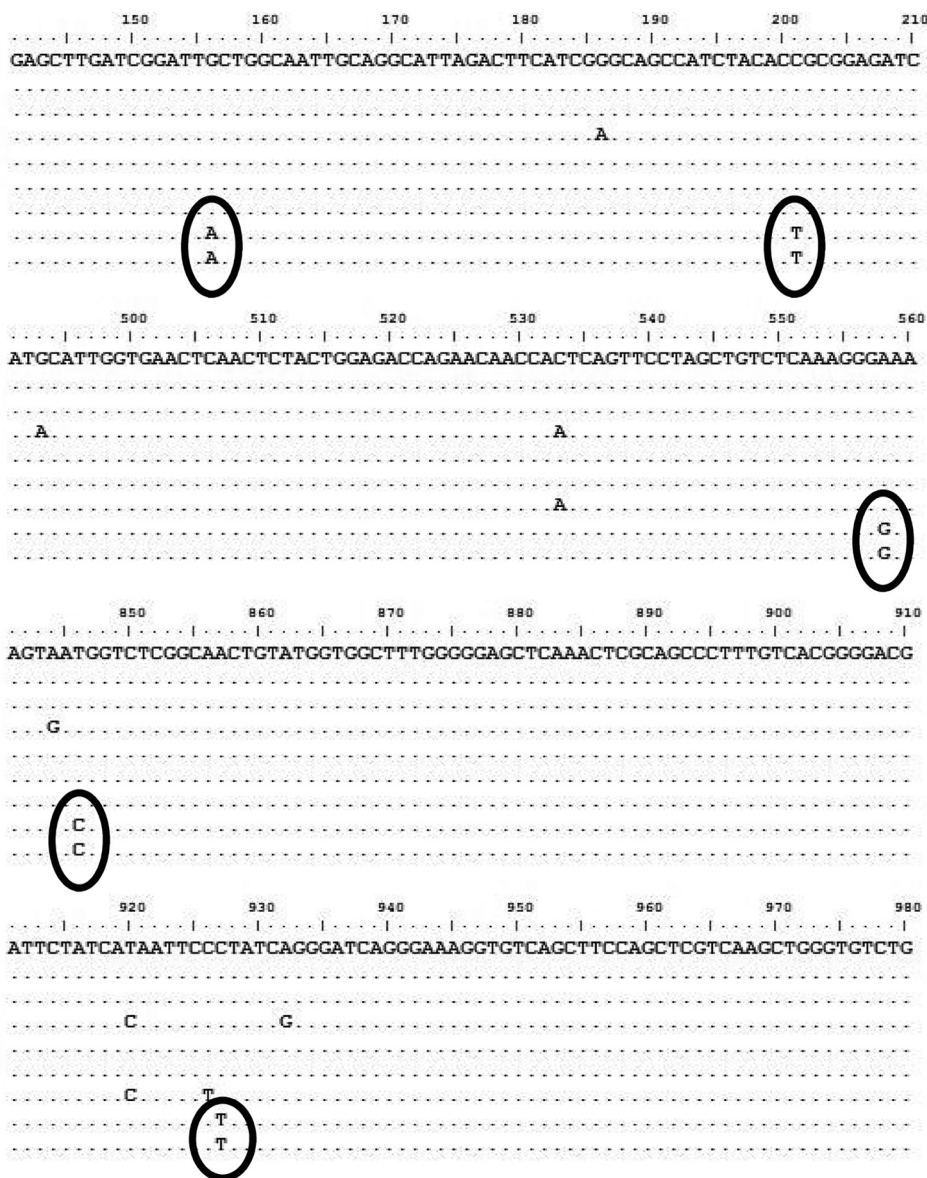 150 160 170 180 190 200 210
GAGCTTGATCGGATTGCTGGCAATTGCAGGCATTAGACTTCATCGGGCAGCCATCTACACCGCGGAGATC
A
A T
A T
500 510 520 530 540 550 560
ATGCATTGGTGAACTCAACTCTACTGGAGACCAGAACAACCACTCAGTTCCTAGCTGTCTCAAAGGGAAA
A A
A
G
G
850 860 870 880 890 900 910
AGTAATGGTCTCGGCAACTGTATGGTGGCTTTGGGGGAGCTCAAACTCGCAGCCCTTTGTCACGGGGACG
G
C
C
920 930 940 950 960 970 980
ATTCTATCATAATTCCCTATCAGGGATCAGGGAAAGGTGTCAGCTTCCAGCTCGTCAAGCTGGGTGTCTG
C G
C T
T
T